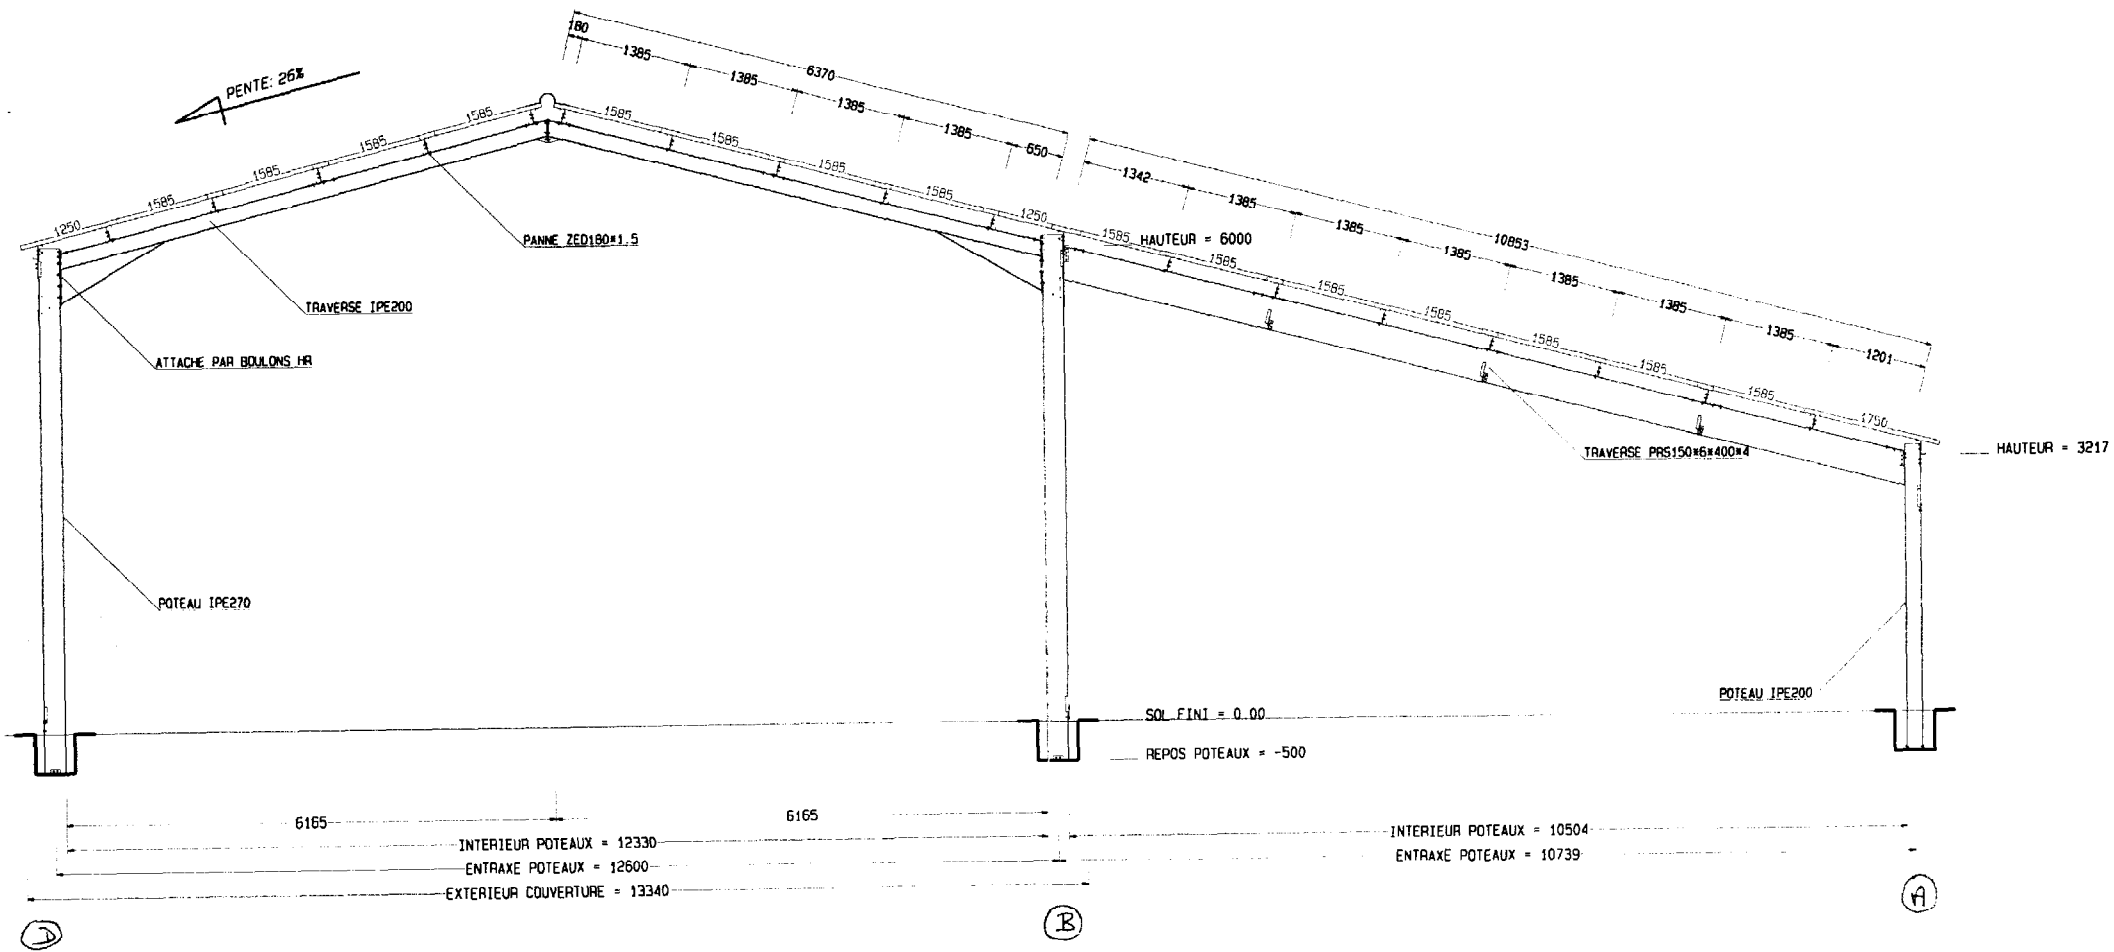 180
1385
1385
1385
1385
650
6370
PENTE: 26%
1585
1585
1585
1585
1250
1585
1585
1585
1585
1250
1342
1385
1385
1385
1385
1385
1385
1201
10853
1585
1585
1585
1585
1585
1585
1585
1750
HAUTEUR = 6000
PANNE ZED180*1.5
TRAVERSE IPE200
ATTACHE PAR BOULONS HR
TRAVERSE PRS150*6*400*4
HAUTEUR = 3217
POTEAU IPE270
POTEAU IPE200
SOL FINI = 0.00
REPOS POTEAUX = -500
6165
6165
INTERIEUR POTEAUX = 12330
INTERIEUR POTEAUX = 10504
ENTRAXE POTEAUX = 12600
ENTRAXE POTEAUX = 10739
EXTERIEUR COUVERTURE = 13340
D
B
A